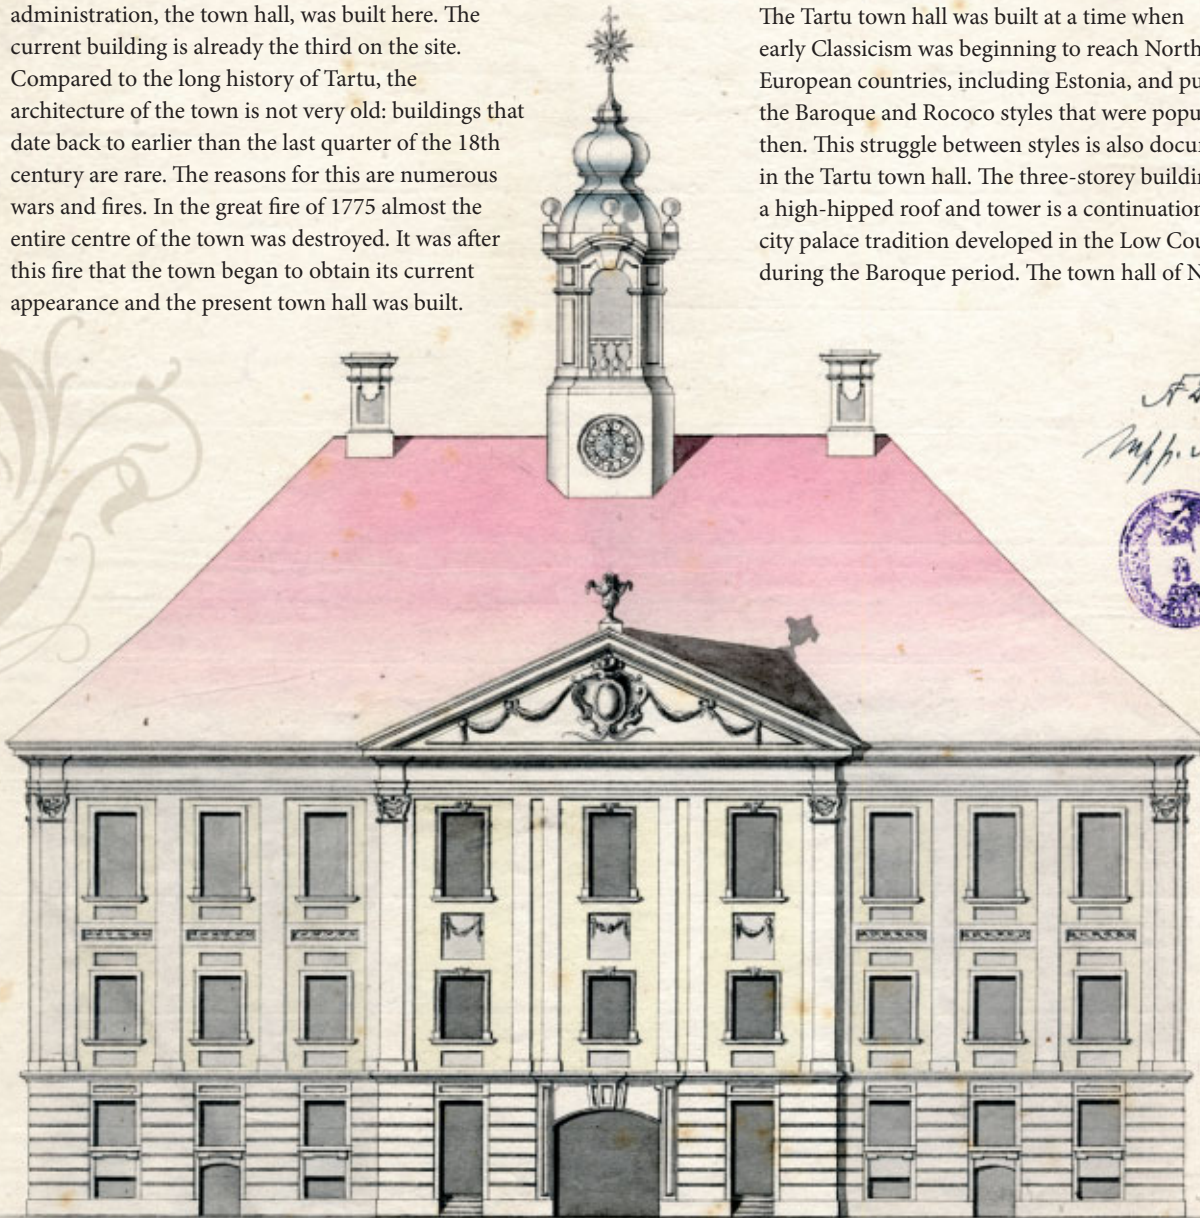 administration, the town hall, was built here. The
current building is already the third on the site.
Compared to the long history of Tartu, the
architecture of the town is not very old: buildings that
date back to earlier than the last quarter of the 18th
century are rare. The reasons for this are numerous
wars and fires. In the great fire of 1775 almost the
entire centre of the town was destroyed. It was after
this fire that the town began to obtain its current
appearance and the present town hall was built.
The Tartu town hall was built at a time when
early Classicism was beginning to reach North
European countries, including Estonia, and pu
the Baroque and Rococo styles that were popu
then. This struggle between styles is also docu
in the Tartu town hall. The three-storey buildin
a high-hipped roof and tower is a continuation
city palace tradition developed in the Low Cou
during the Baroque period. The town hall of N